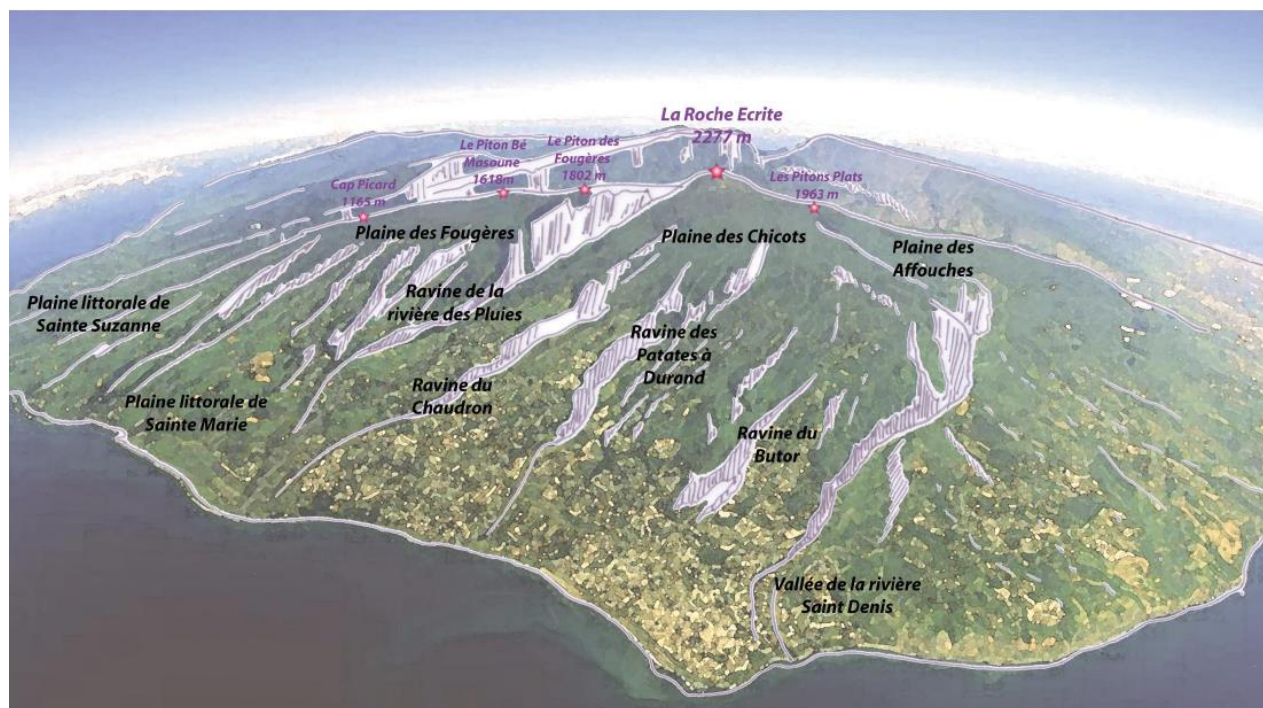 La Roche Ecrite
2277 m
Le Piton Bé
Masoune
1618m
Le Piton des
Fougères
1802 m
Cap Picard
1165 m
Les Pitons Plats
1963 m
Plaine des Fougères
Plaine des Chicots
Plaine des
Affouches
Plaine littorale de
Sainte Suzanne
Ravine de la
rivière des Pluies
Ravine des
Patates à
Durand
Plaine littorale de
Sainte Marie
Ravine du
Chaudron
Ravine du
Butor
Vallée de la rivière
Saint Denis